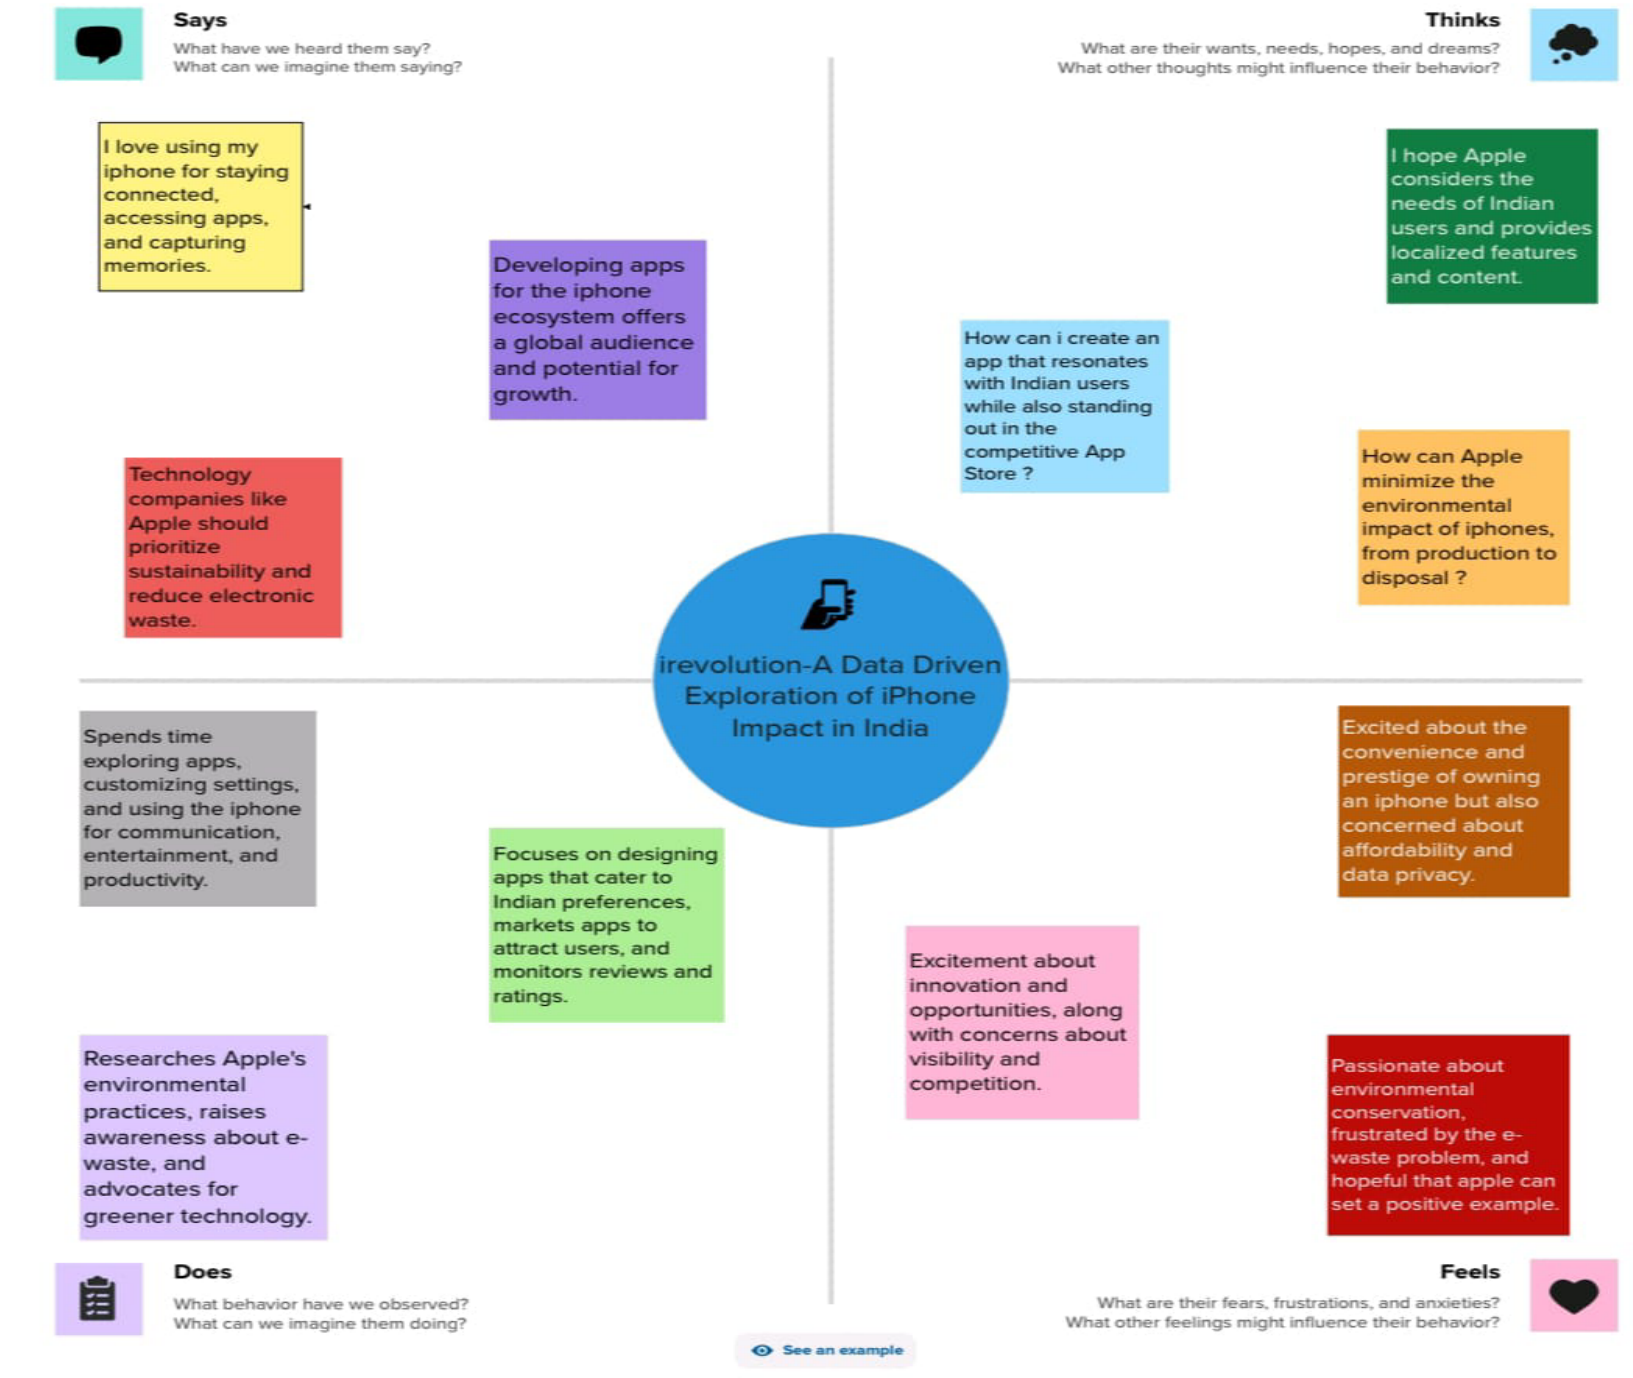 Says
What have we heard them say?
What can we imagine them saying?
Thinks
What are their wants, needs, hopes, and dreams?
What other thoughts might influence their behavior?
I love using my
iphone for staying
connected,
accessing apps,
and capturing
memories.
Developing apps
for the iphone
ecosystem offers
a global audience
and potential for
growth.
Technology
companies like
Apple should
prioritize
sustainability and
reduce electronic
waste.
I hope Apple
considers the
needs of Indian
users and provides
localized features
and content.
How can i create an
app that resonates
with Indian users
while also standing
out in the
competitive App
Store ?
How can Apple
minimize the
environmental
impact of iphones,
from production to
disposal ?
irevolution-A Data Driven
Exploration of iPhone
Impact in India
Spends time
exploring apps,
customizing settings,
and using the iphone
for communication,
entertainment, and
productivity.
Focuses on designing
apps that cater to
Indian preferences,
markets apps to
attract users, and
monitors reviews and
ratings.
Researches Apple's
environmental
practices, raises
awareness about e-
waste, and
advocates for
greener technology.
Excited about the
convenience and
prestige of owning
an iphone but also
concerned about
affordability and
data privacy.
Excitement about
innovation and
opportunities, along
with concerns about
visibility and
competition.
Passionate about
environmental
conservation,
frustrated by the e-
waste problem, and
hopeful that apple can
set a positive example.
Does
What behavior have we observed?
What can we imagine them doing?
Feels
What are their fears, frustrations, and anxieties?
What other feelings might influence their behavior?
See an example